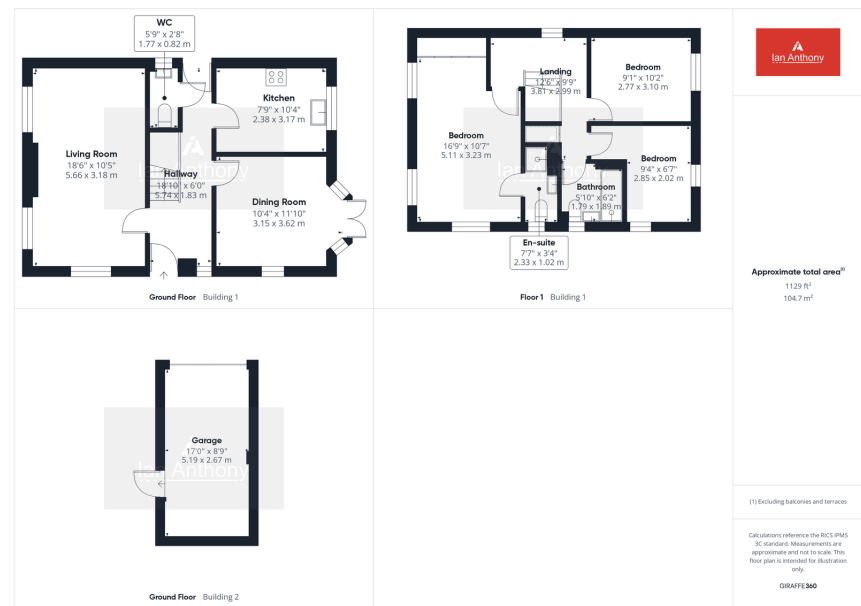 WC
5'9" x 2'8"
1.77 x 0.82 m
Kitchen
7'9" x 10'4"
2.38 x 3.17 m
Living Room
18'6" x 10'5"
5.66 x 3.18 m
Hallway
18'10" x 6'0"
5.74 x 1.83 m
Dining Room
10'4" x 11'10"
3.15 x 3.62 m
Ian Anthony
Ground Floor Building 1
Landing
12'6" x 9'9"
3.81 x 2.99 m
Bedroom
9'1" x 10'2"
2.77 x 3.10 m
Bedroom
16'9" x 10'7"
5.11 x 3.23 m
Bedroom
9'4" x 6'7"
2.85 x 2.02 m
Bathroom
5'10" x 6'2"
1.79 x 1.89 m
En-suite
7'7" x 3'4"
2.33 x 1.02 m
Ian Anthony
Floor 1 Building 1
Garage
17'0" x 8'9"
5.19 x 2.67 m
Ian Anthony
Ground Floor Building 2
Ian Anthony
Approximate total area(1)
1129 ft²
104.7 m²
(1) Excluding balconies and terraces
Calculations reference the RICS IPMS
3C standard. Measurements are
approximate and not to scale. This
floor plan is intended for illustration
only.
GIRAFFE360